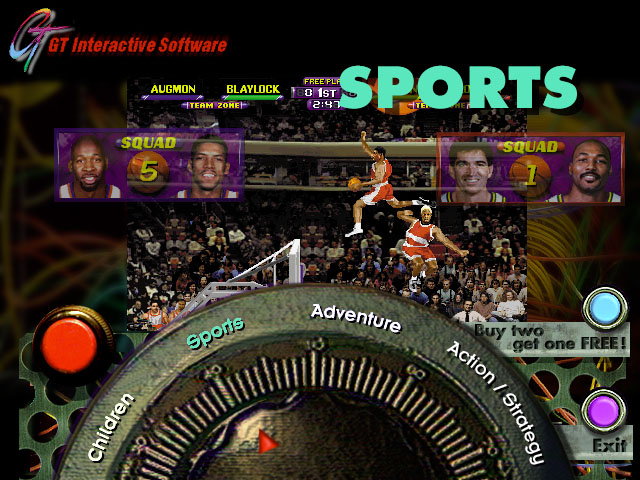 GT Interactive Software
SPORTS
AUGMON
BLAYLOCK
FREE PLAY
1ST
TEAM ZONE
2:47
SQUAD
5
SQUAD
1
Children
Sports
Adventure
Action / Strategy
Buy two
get one FREE!
Exit